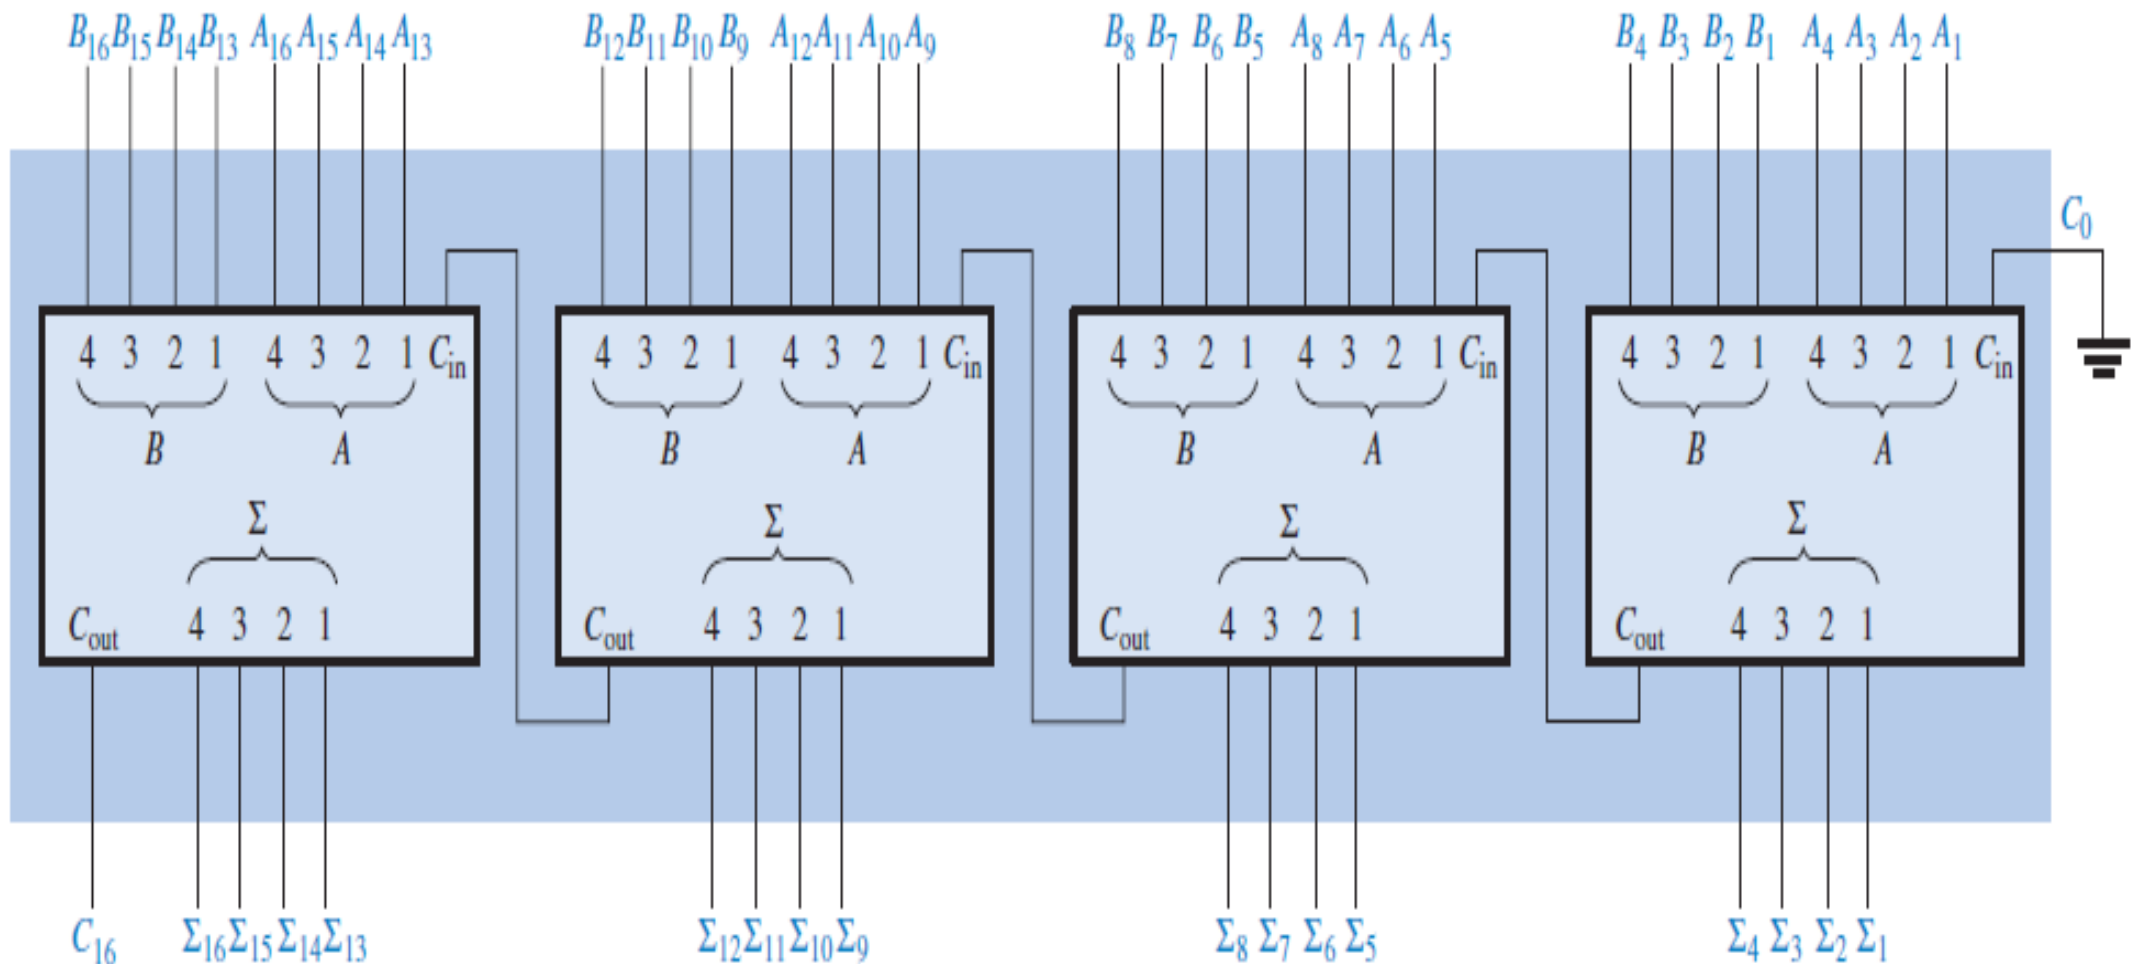 B16 B15 B14 B13 A16 A15 A14 A13 B12 B11 B10 B9 A12 A11 A10 A9 B8 B7 B6 B5 A8 A7 A6 A5 B4 B3 B2 B1 A4 A3 A2 A1
C0
4 3 2 1 4 3 2 1 Cin 4 3 2 1 4 3 2 1 Cin 4 3 2 1 4 3 2 1 Cin 4 3 2 1 4 3 2 1 Cin
B A B A B A B A
Σ Σ Σ Σ
Cout 4 3 2 1 Cout 4 3 2 1 Cout 4 3 2 1 Cout 4 3 2 1
C16 Σ16 Σ15 Σ14 Σ13 Σ12 Σ11 Σ10 Σ9 Σ8 Σ7 Σ6 Σ5 Σ4 Σ3 Σ2 Σ1